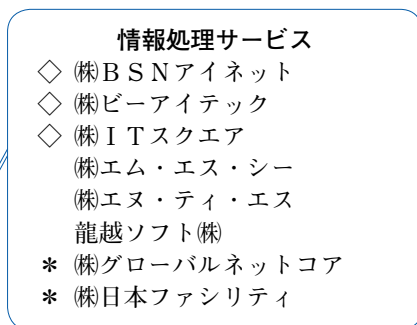 情報処理サービス
◇ ㈱ＢＳＮアイネット
◇ ㈱ビーアイテック
◇ ㈱ＩＴスクエア
㈱エム・エス・シー
㈱エヌ・ティ・エス
龍越ソフト㈱
＊ ㈱グローバルネットコア
＊ ㈱日本ファシリティ